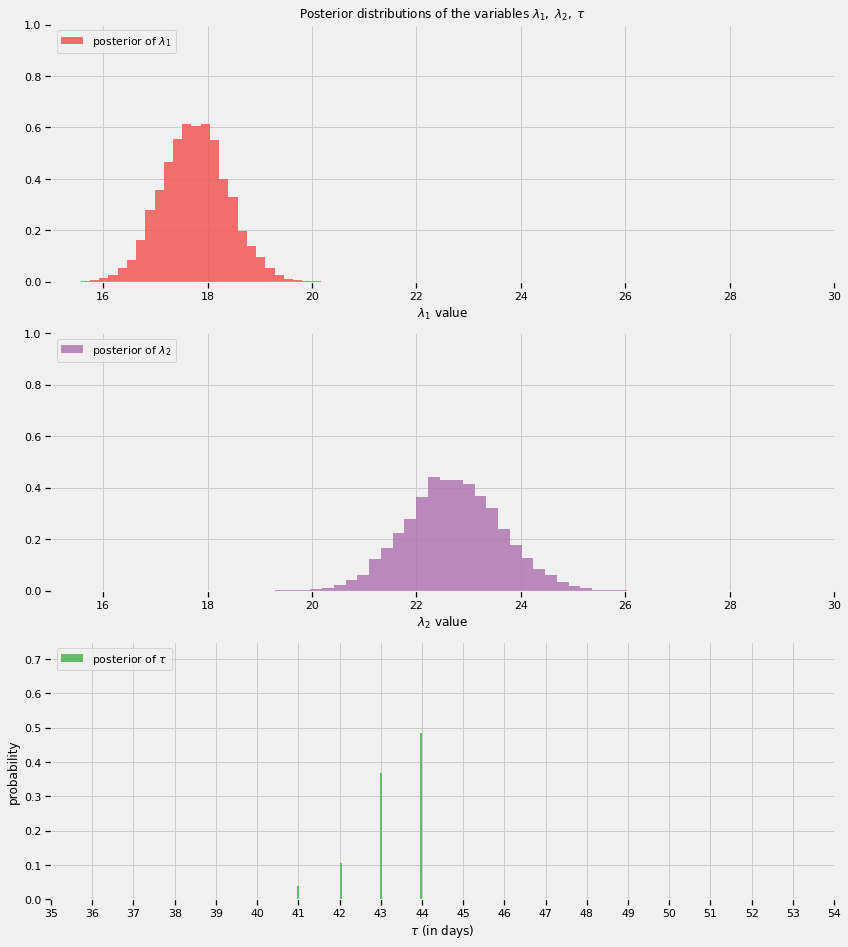 Posterior distributions of the variables λ₁, λ₂, τ
posterior of λ₁
1.0
0.8
0.6
0.4
0.2
0.0
16 18 20 22 24 26 28 30
λ₁ value
posterior of λ₂
1.0
0.8
0.6
0.4
0.2
0.0
16 18 20 22 24 26 28 30
λ₂ value
posterior of τ
probability
0.7
0.6
0.5
0.4
0.3
0.2
0.1
0.0
35 36 37 38 39 40 41 42 43 44 45 46 47 48 49 50 51 52 53 54
τ (in days)